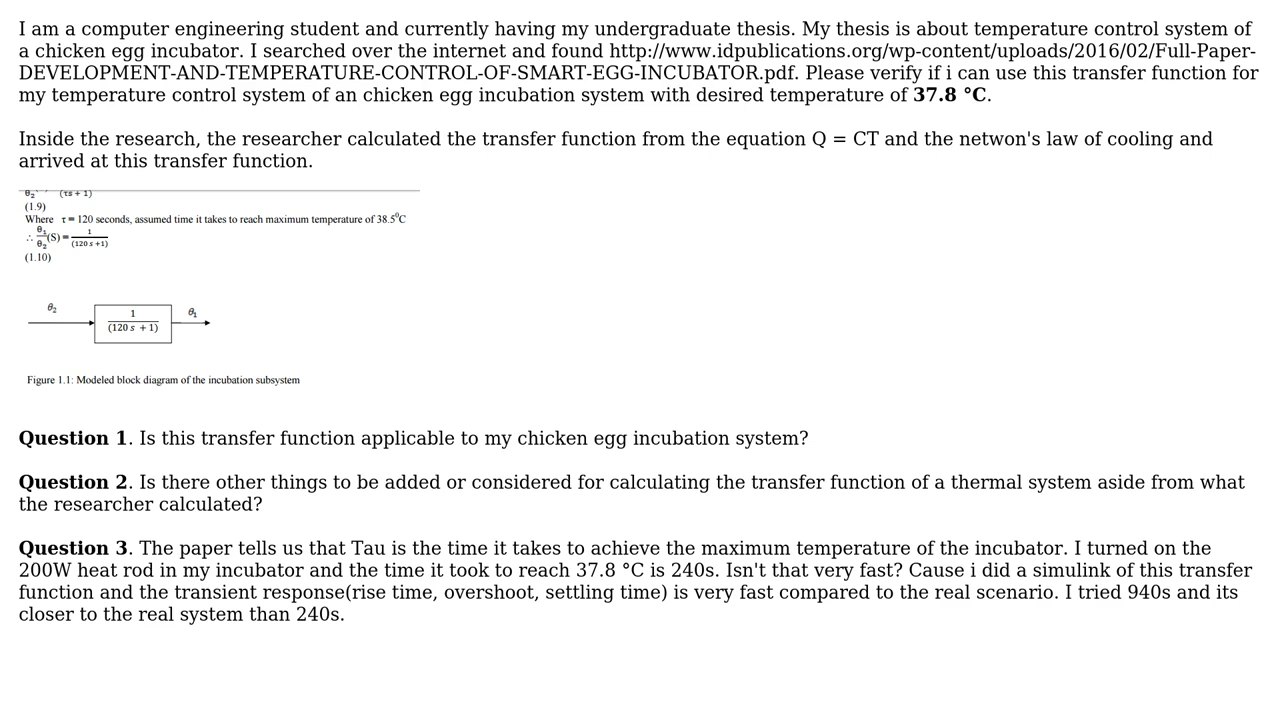 I am a computer engineering student and currently having my undergraduate thesis. My thesis is about temperature control system of
a chicken egg incubator. I searched over the internet and found http://www.idpublications.org/wp-content/uploads/2016/02/Full-Paper-
DEVELOPMENT-AND-TEMPERATURE-CONTROL-OF-SMART-EGG-INCUBATOR.pdf. Please verify if i can use this transfer function for
my temperature control system of an chicken egg incubation system with desired temperature of 37.8 °C.
Inside the research, the researcher calculated the transfer function from the equation Q = CT and the netwon's law of cooling and
arrived at this transfer function.
θ₂ (τs + 1)
(1.9)
Where τ = 120 seconds, assumed time it takes to reach maximum temperature of 38.5⁰C
∴ θ₁/θ₂ (S) = 1/(120 s +1)
(1.10)
θ₂ 1/(120 s + 1) θ₁
Figure 1.1: Modeled block diagram of the incubation subsystem
Question 1. Is this transfer function applicable to my chicken egg incubation system?
Question 2. Is there other things to be added or considered for calculating the transfer function of a thermal system aside from what
the researcher calculated?
Question 3. The paper tells us that Tau is the time it takes to achieve the maximum temperature of the incubator. I turned on the
200W heat rod in my incubator and the time it took to reach 37.8 °C is 240s. Isn't that very fast? Cause i did a simulink of this transfer
function and the transient response(rise time, overshoot, settling time) is very fast compared to the real scenario. I tried 940s and its
closer to the real system than 240s.